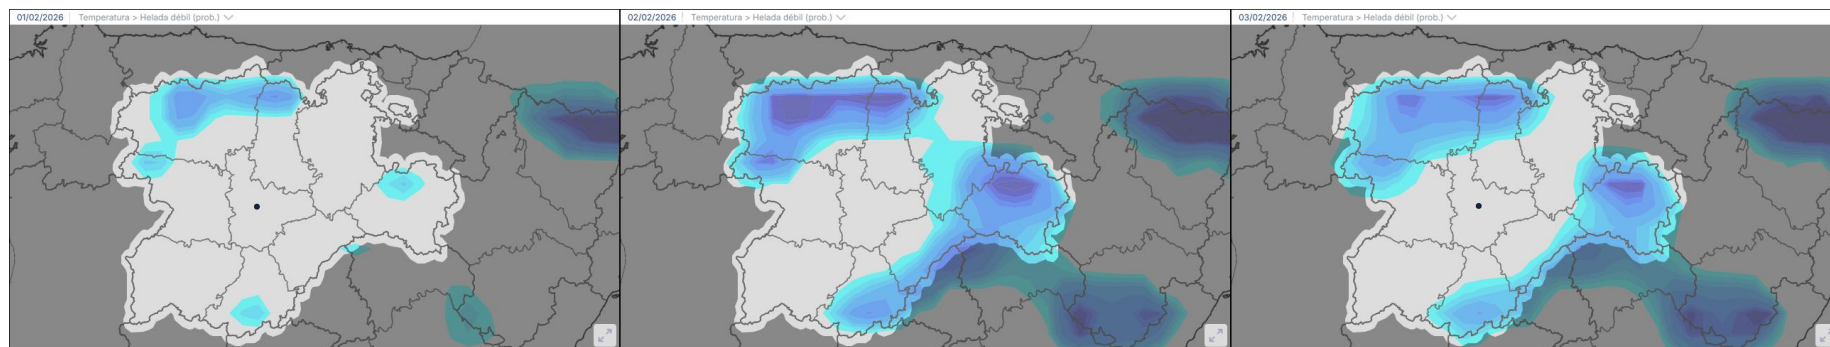 01/02/2026 Temperatura > Helada débil (prob.)
02/02/2026 Temperatura > Helada débil (prob.)
03/02/2026 Temperatura > Helada débil (prob.)